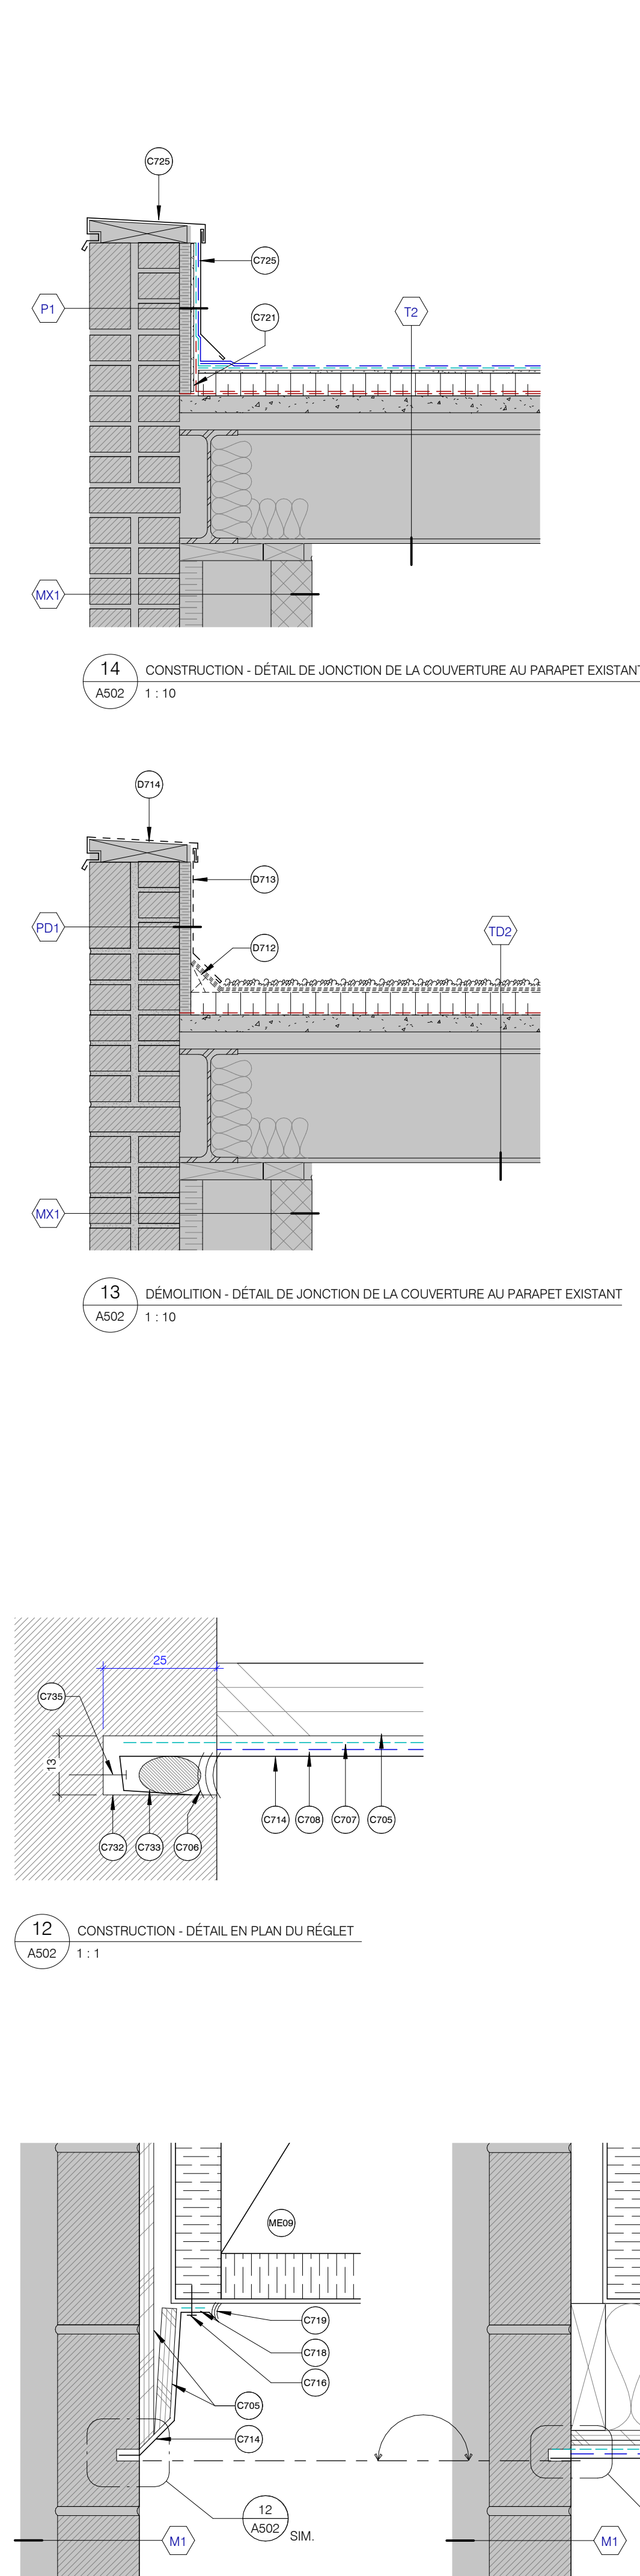 C725
C725
P1
C721
T2
MX1
14
CONSTRUCTION - DÉTAIL DE JONCTION DE LA COUVERTURE AU PARAPET EXISTANT
A502
1 : 10
D714
D713
PD1
TD2
D712
MX1
13
DÉMOLITION - DÉTAIL DE JONCTION DE LA COUVERTURE AU PARAPET EXISTANT
A502
1 : 10
25
C735
13
C714
C708
C707
C705
C732
C733
C706
12
CONSTRUCTION - DÉTAIL EN PLAN DU RÉGLET
A502
1 : 1
ME09
C719
C718
C716
C705
C714
12
A502
SIM.
M1
M1